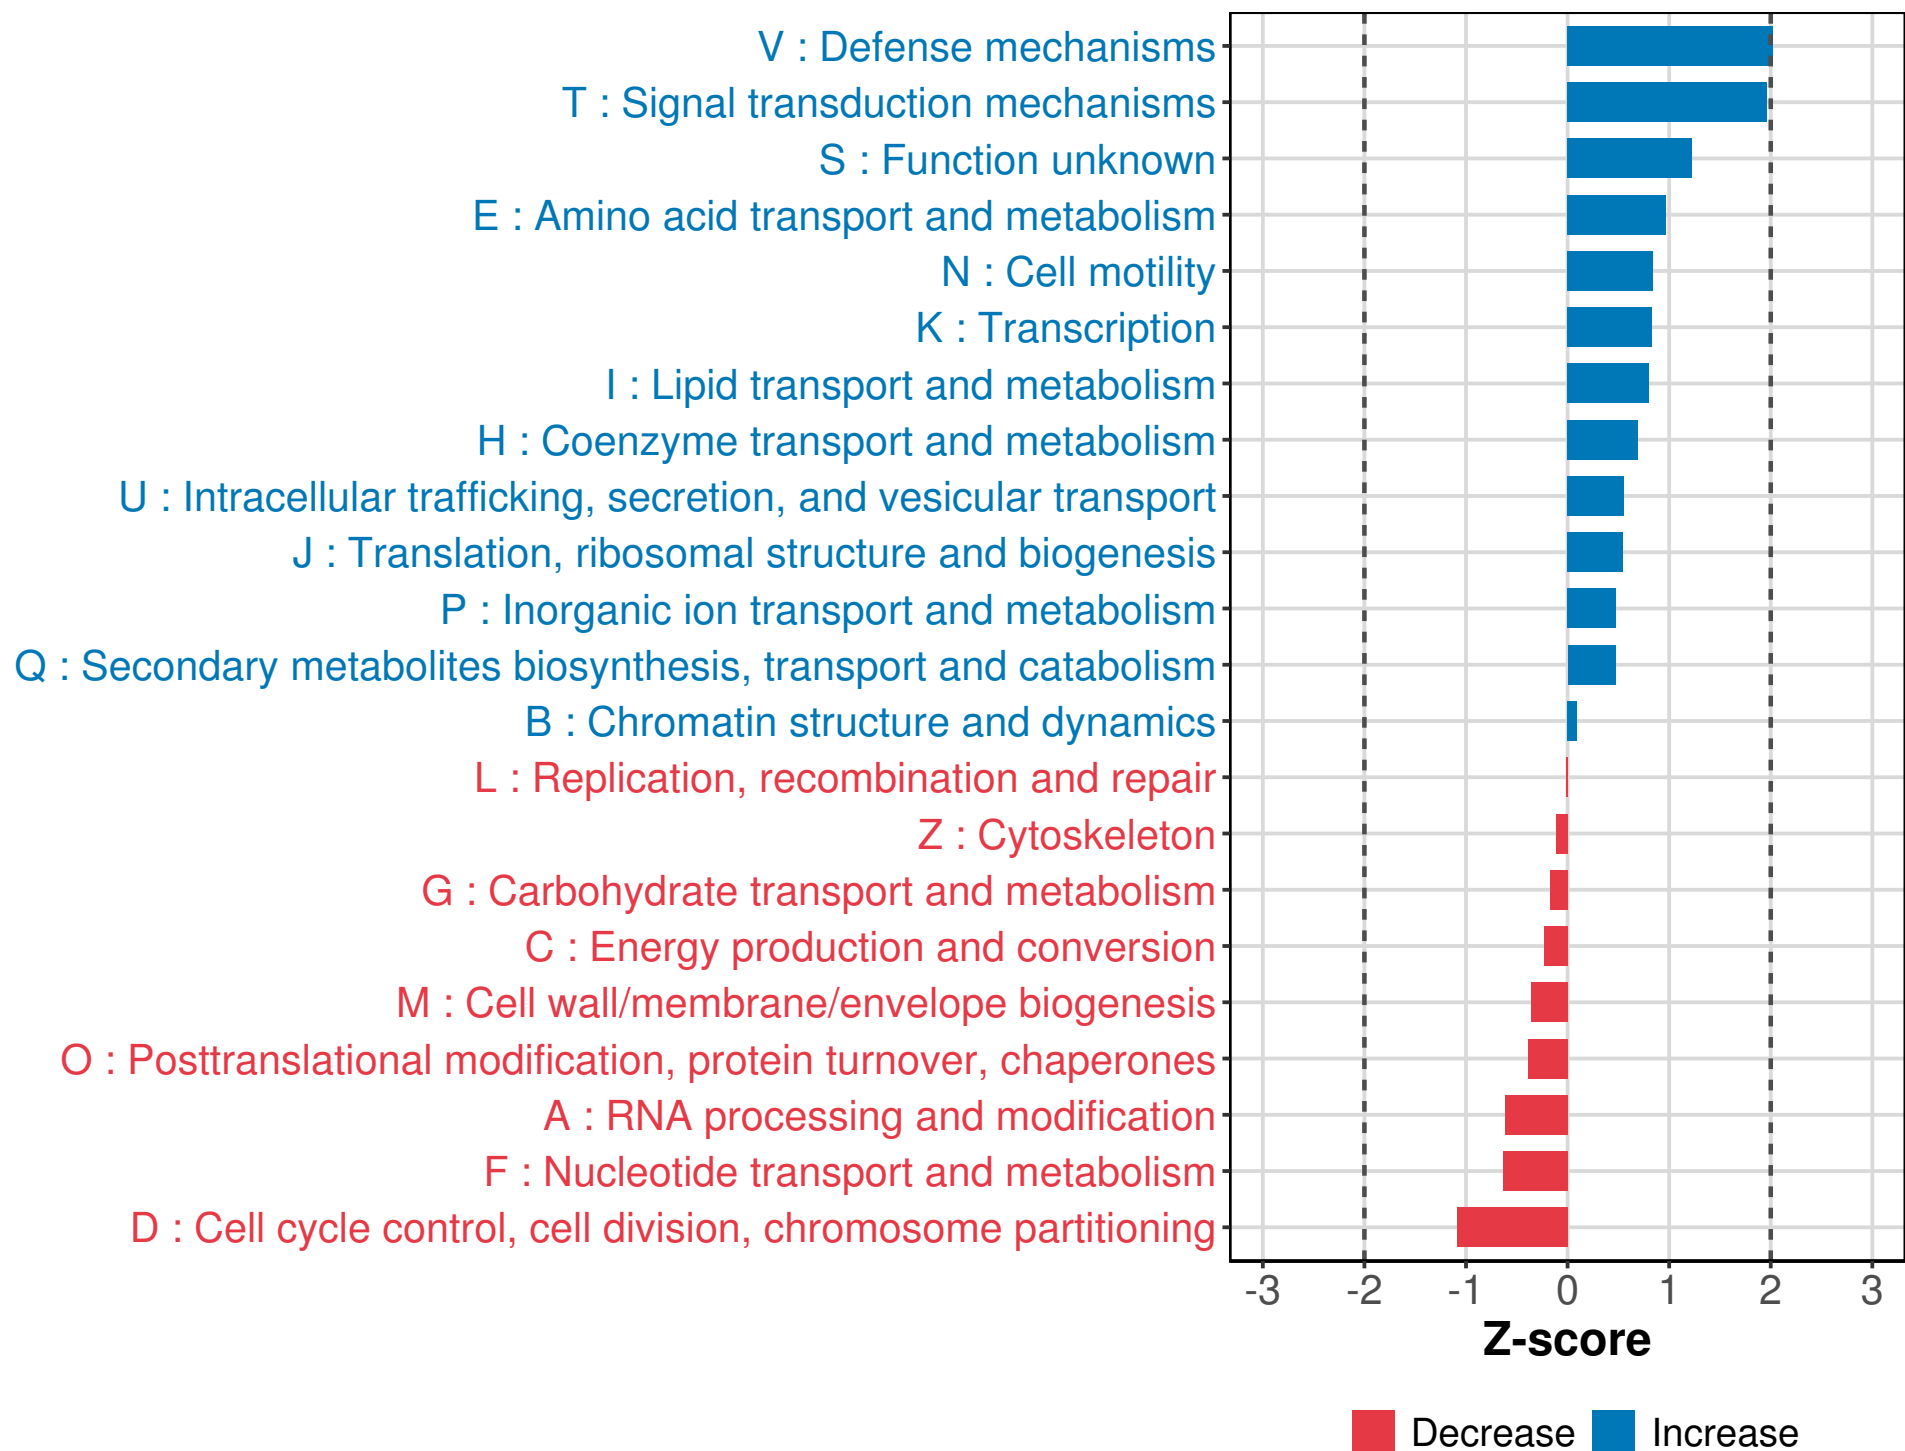 V : Defense mechanisms
T : Signal transduction mechanisms
S : Function unknown
E : Amino acid transport and metabolism
N : Cell motility
K : Transcription
I : Lipid transport and metabolism
H : Coenzyme transport and metabolism
U : Intracellular trafficking, secretion, and vesicular transport
J : Translation, ribosomal structure and biogenesis
P : Inorganic ion transport and metabolism
Q : Secondary metabolites biosynthesis, transport and catabolism
B : Chromatin structure and dynamics
L : Replication, recombination and repair
Z : Cytoskeleton
G : Carbohydrate transport and metabolism
C : Energy production and conversion
M : Cell wall/membrane/envelope biogenesis
O : Posttranslational modification, protein turnover, chaperones
A : RNA processing and modification
F : Nucleotide transport and metabolism
D : Cell cycle control, cell division, chromosome partitioning
-3 -2 -1 0 1 2 3
Z-score
Decrease Increase